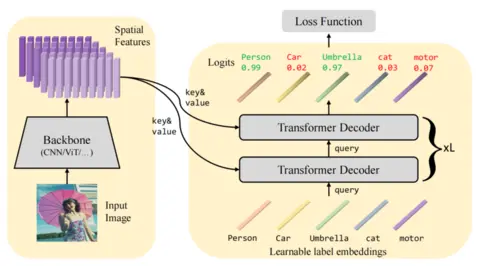 Spatial
Features
Backbone
(CNN/ViT/...)
Input
Image
Loss Function
Logits
Person Car Umbrella cat motor
0.99 0.02 0.97 0.03 0.07
key&
value
key&
value
Transformer Decoder
query
Transformer Decoder
query
xL
Person Car Umbrella cat motor
Learnable label embeddings